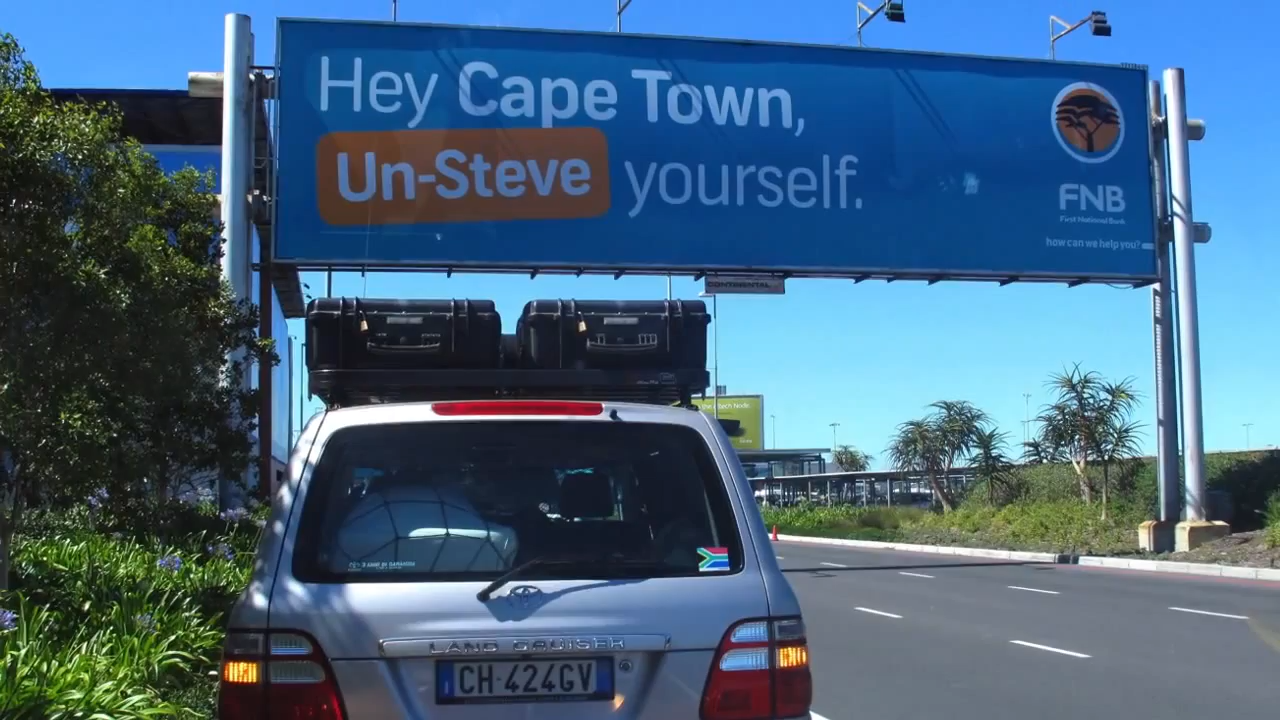 Hey Cape Town,
Un-Steve yourself.
FNB
First National Bank
how can we help you?
CONTINENTAL
LAND CRUISER
CH-424GV